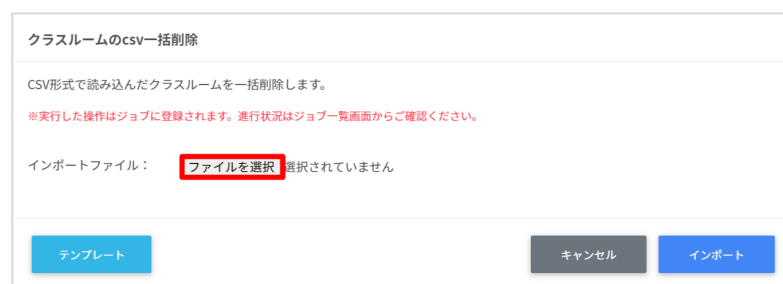 クラスルームのcsv一括削除
CSV形式で読み込んだクラスルームを一括削除します。
※実行した操作はジョブに登録されます。進行状況はジョブ一覧画面からご確認ください。
インポートファイル： ファイルを選択 選択されていません
テンプレート キャンセル インポート